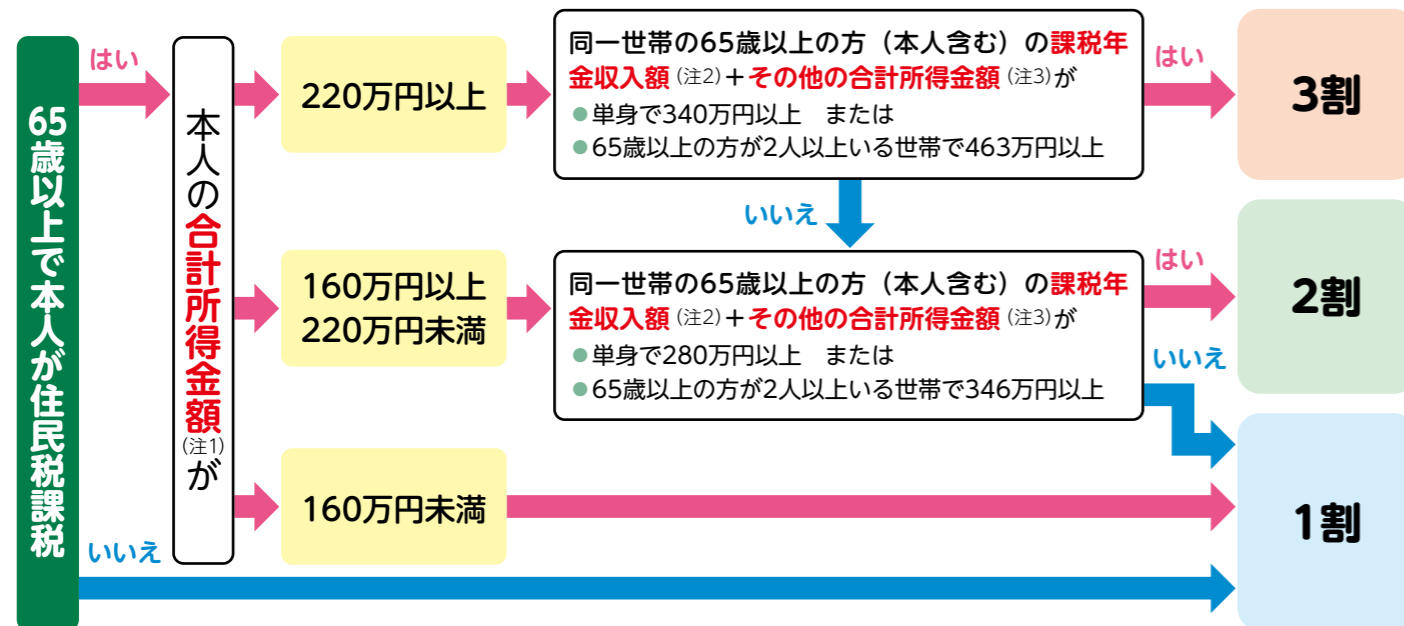 65歳以上で本人が住民税課税
はい
いいえ
本人の合計所得金額(注1)が
220万円以上
同一世帯の65歳以上の方（本人含む）の課税年
金収入額(注2)＋その他の合計所得金額(注3)が
●単身で340万円以上　または
●65歳以上の方が2人以上いる世帯で463万円以上
はい
3割
いいえ
160万円以上
220万円未満
同一世帯の65歳以上の方（本人含む）の課税年
金収入額(注2)＋その他の合計所得金額(注3)が
●単身で280万円以上　または
●65歳以上の方が2人以上いる世帯で346万円以上
はい
2割
いいえ
160万円未満
1割